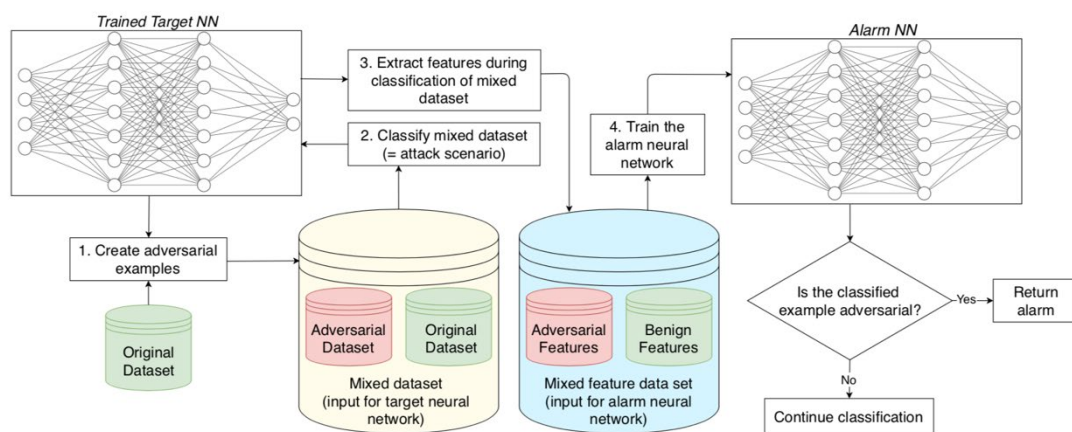 Trained Target NN
Alarm NN
3. Extract features during
classification of mixed
dataset
2. Classify mixed dataset
(= attack scenario)
4. Train the
alarm neural
network
1. Create adversarial
examples
Original
Dataset
Adversarial
Dataset
Original
Dataset
Mixed dataset
(input for target neural
network)
Adversarial
Features
Benign
Features
Mixed feature data set
(input for alarm neural
network)
Is the classified
example adversarial?
Yes
Return
alarm
No
Continue classification